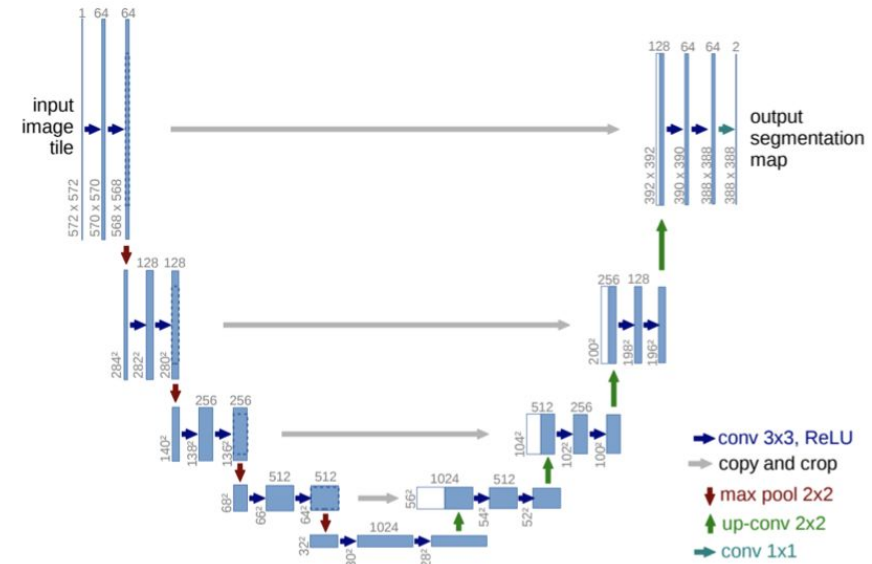 1 64 64
128 64 64 2
input
image
tile
output
segmentation
map
572 x 572
570 x 570
568 x 568
392 x 392
390 x 390
388 x 388
388 x 388
128 128
256 128
284²
282²
280²
200²
198²
196²
256 256
512 256
140²
138²
136²
104²
102²
100²
512 512
1024 512
68²
66²
64²
56²
54²
52²
1024
32²
30²
28²
conv 3x3, ReLU
copy and crop
max pool 2x2
up-conv 2x2
conv 1x1